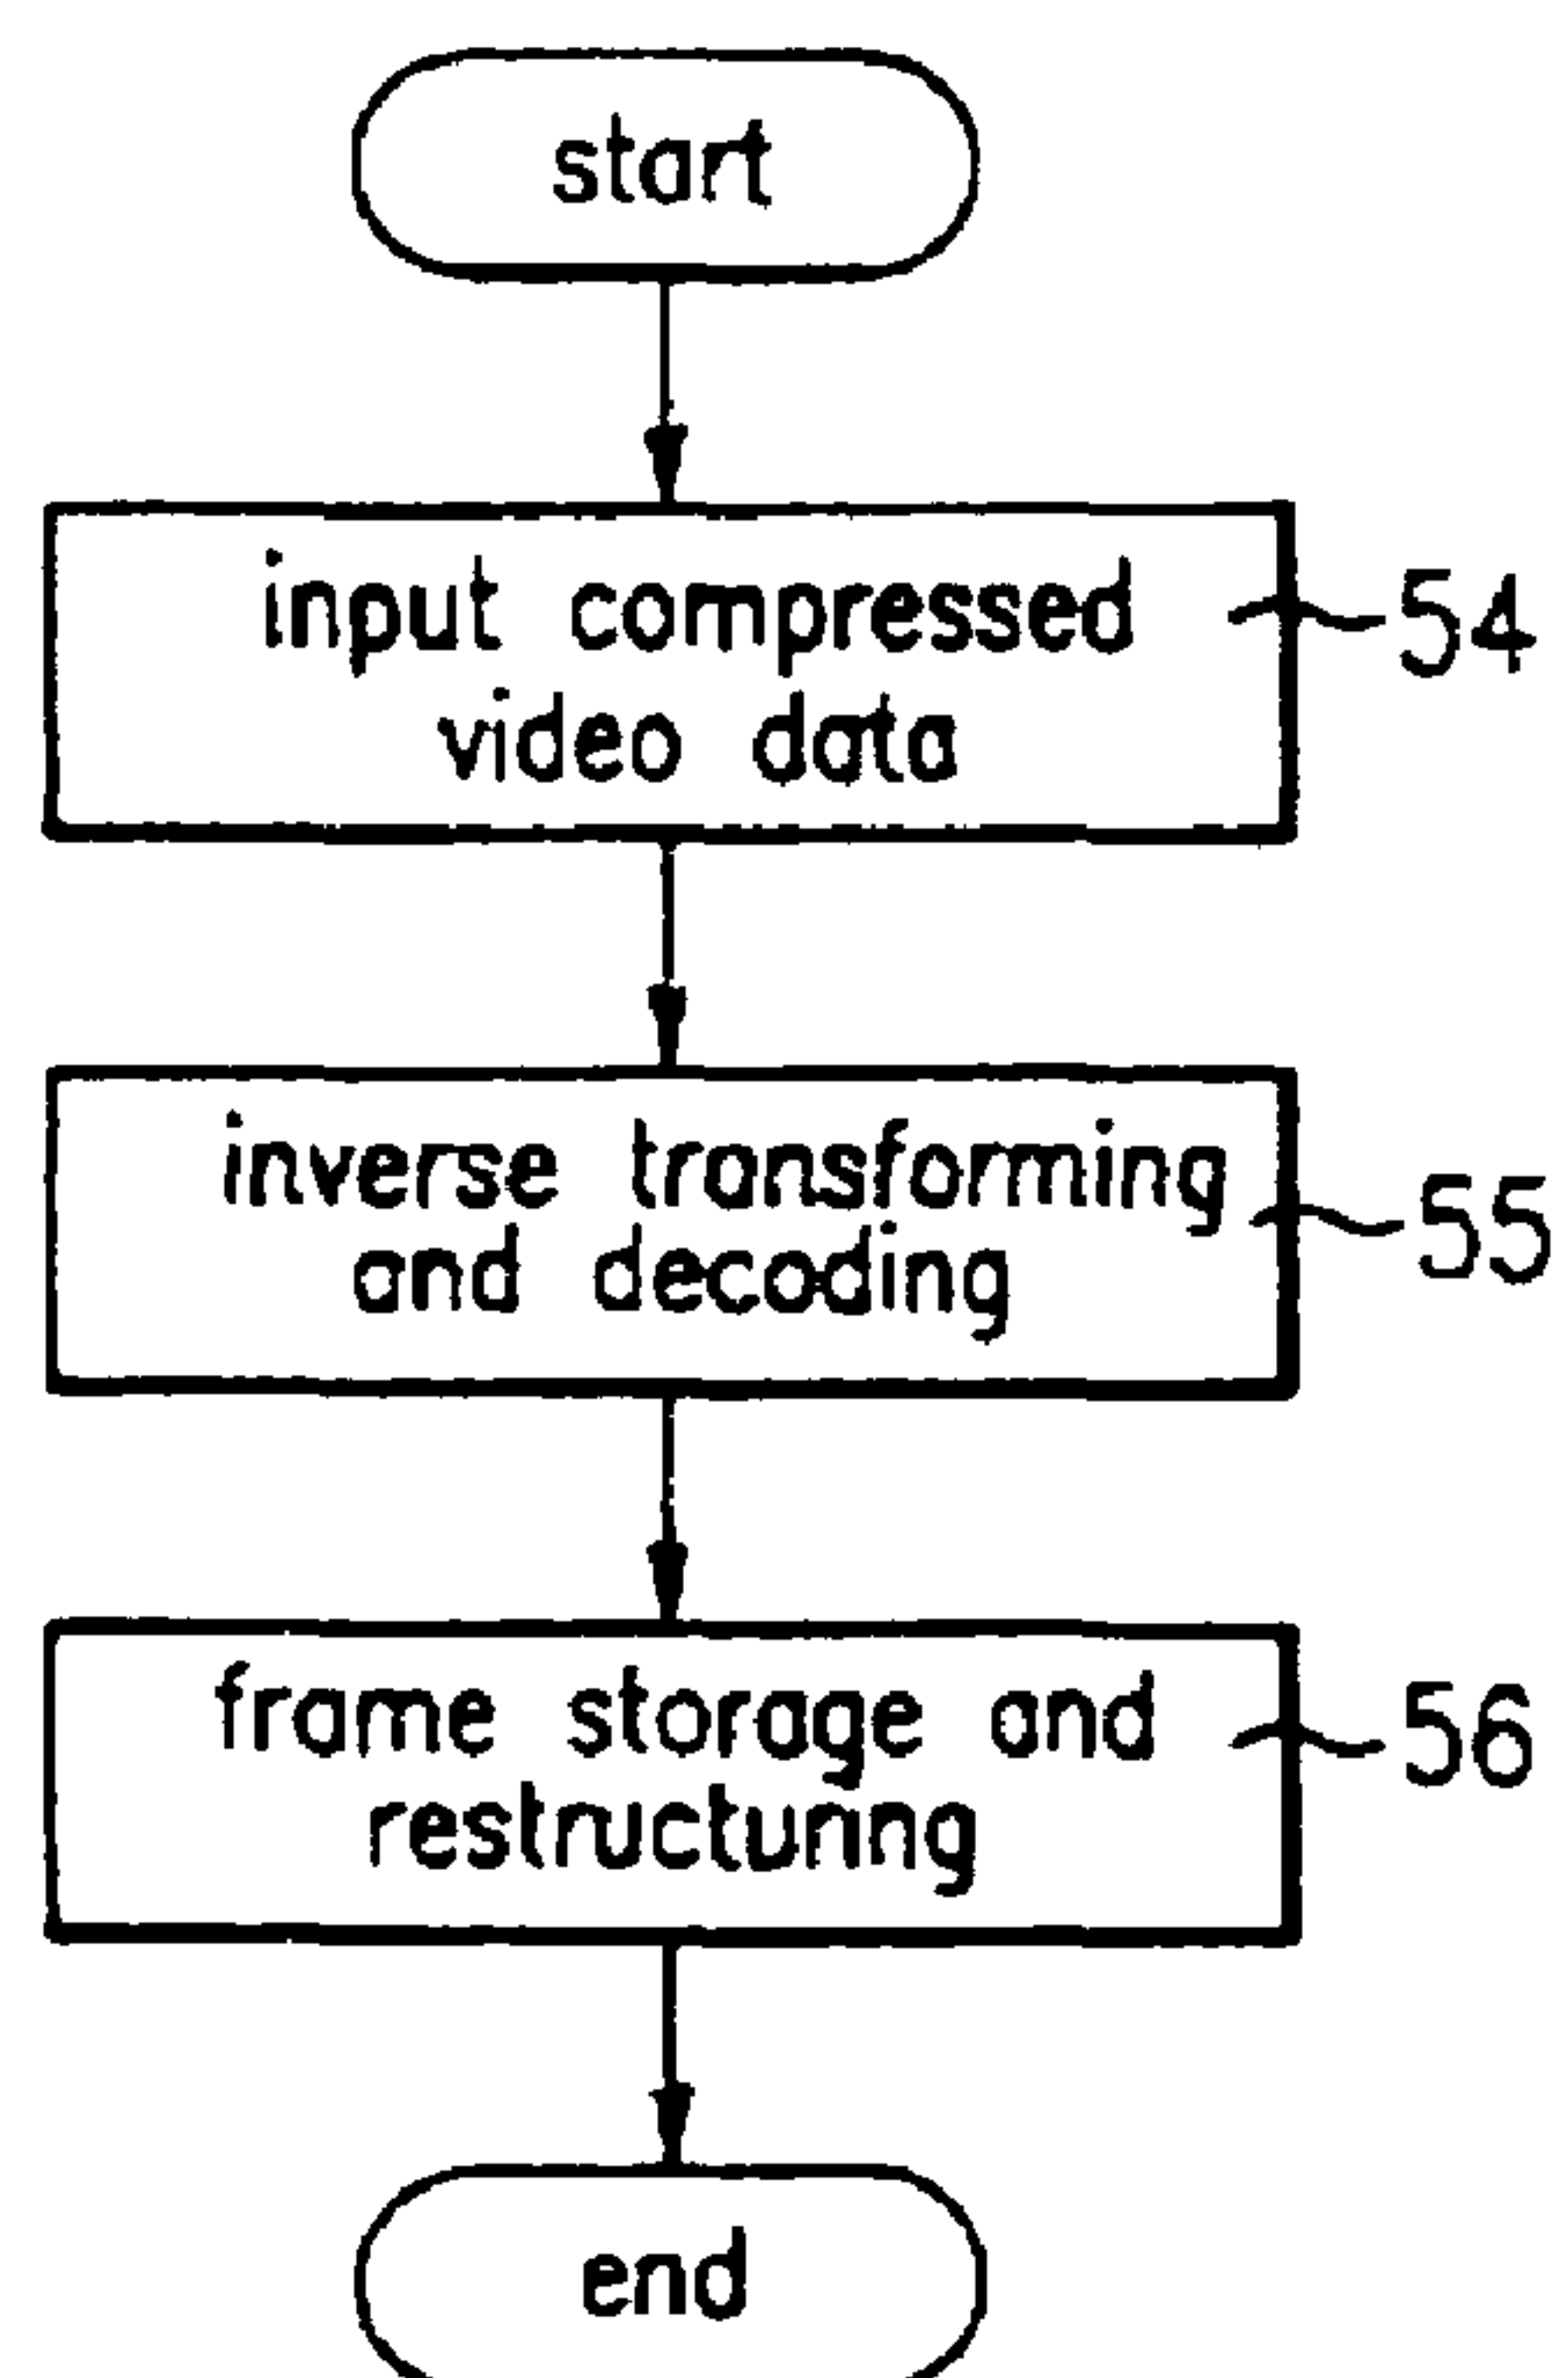 start
input compressed
video data
54
inverse transforming
and decoding
55
frame storage and
restructuring
56
end